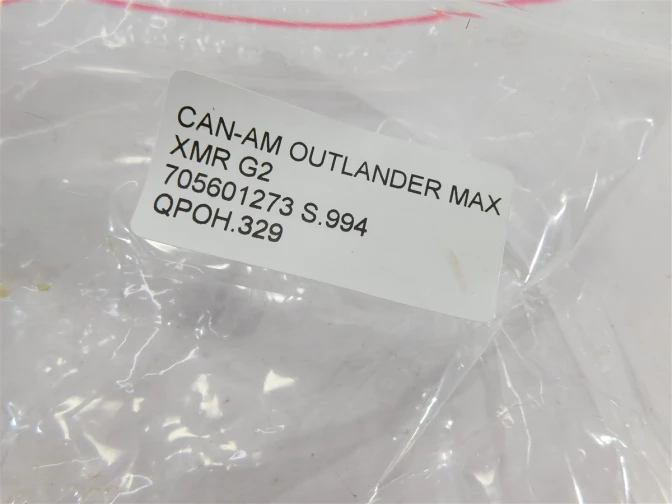 CAN-AM OUTLANDER MAX
XMR G2
705601273 S.994
QPOH.329